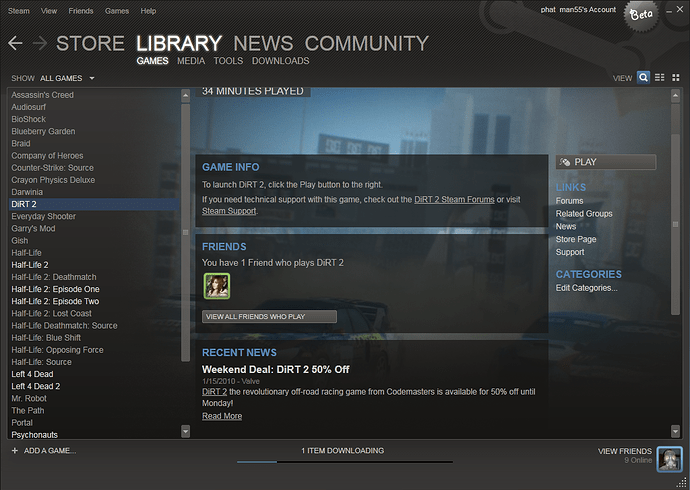 Steam View Friends Games Help
phat_man55's Account
Beta
STORE LIBRARY NEWS COMMUNITY
GAMES MEDIA TOOLS DOWNLOADS
SHOW ALL GAMES
VIEW
Assassin's Creed
Audiosurf
BioShock
Blueberry Garden
Braid
Company of Heroes
Counter-Strike: Source
Crayon Physics Deluxe
Darwinia
DiRT 2
Everyday Shooter
Garry's Mod
Gish
Half-Life
Half-Life 2
Half-Life 2: Deathmatch
Half-Life 2: Episode One
Half-Life 2: Episode Two
Half-Life 2: Lost Coast
Half-Life Deathmatch: Source
Half-Life: Blue Shift
Half-Life: Opposing Force
Half-Life: Source
Left 4 Dead
Left 4 Dead 2
Mr. Robot
The Path
Portal
Psychonauts
34 MINUTES PLAYED
GAME INFO
To launch DiRT 2, click the Play button to the right.
If you need technical support with this game, check out the DiRT 2 Steam Forums or visit
Steam Support.
FRIENDS
You have 1 Friend who plays DiRT 2
VIEW ALL FRIENDS WHO PLAY
RECENT NEWS
Weekend Deal: DiRT 2 50% Off
1/15/2010 - Valve
DiRT 2 the revolutionary off-road racing game from Codemasters is available for 50% off until
Monday!
Read More
PLAY
LINKS
Forums
Related Groups
News
Store Page
Support
CATEGORIES
Edit Categories...
+ ADD A GAME...
1 ITEM DOWNLOADING
VIEW FRIENDS
9 Online